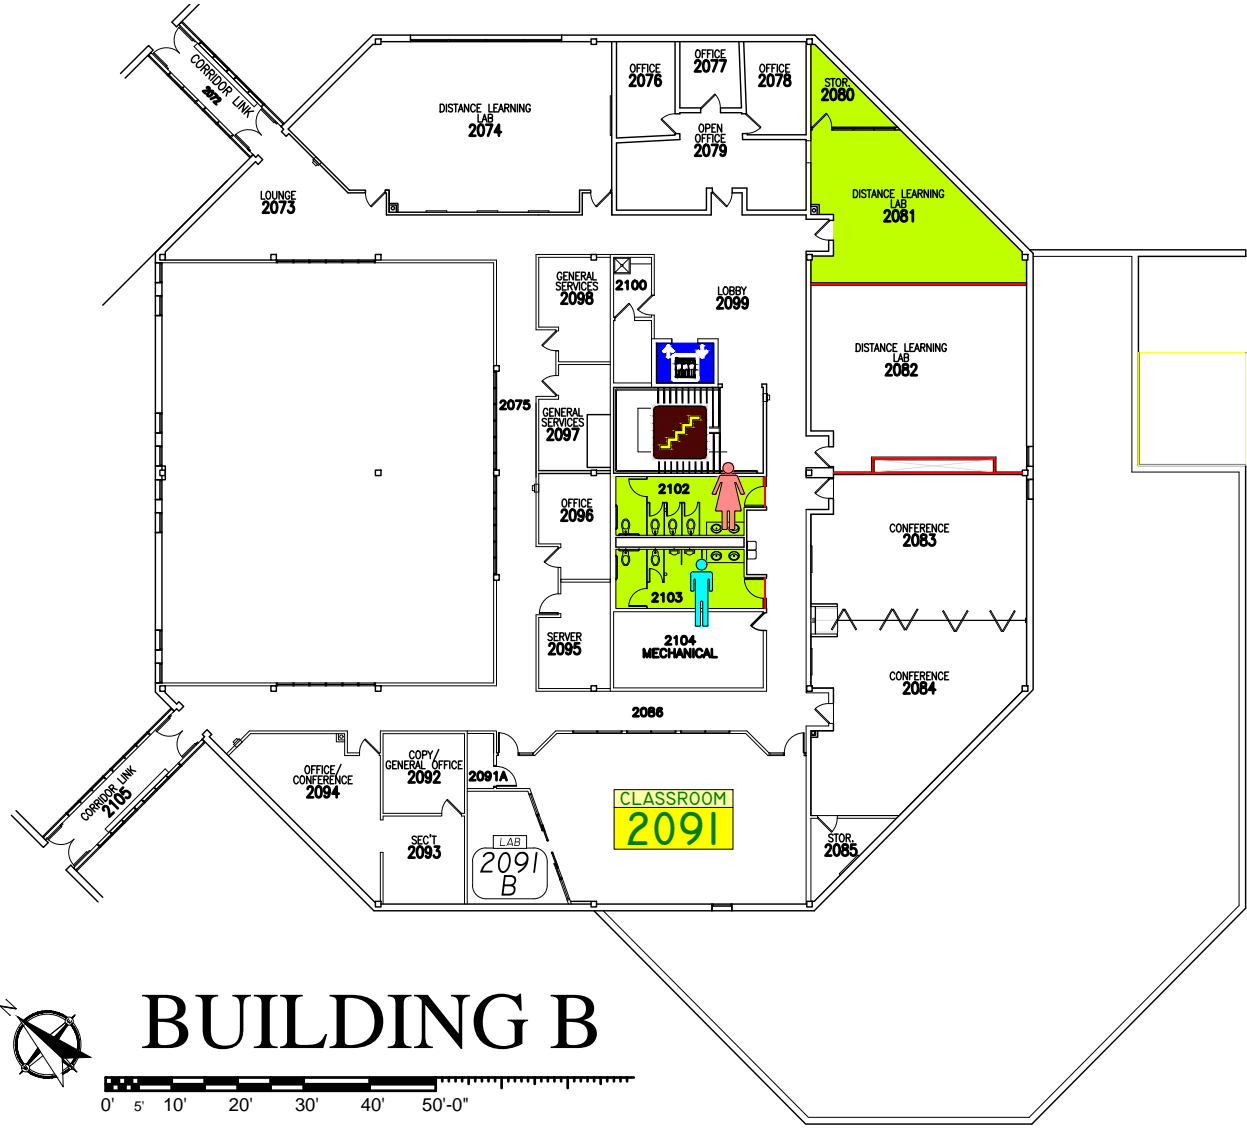 CORRIDOR LINK
2072
DISTANCE LEARNING
LAB
2074
OFFICE
2076
OFFICE
2077
OFFICE
2078
OPEN
OFFICE
2079
STOR.
2080
DISTANCE LEARNING
LAB
2081
LOUNGE
2073
GENERAL
SERVICES
2098
2100
LOBBY
2099
DISTANCE LEARNING
LAB
2082
2075
GENERAL
SERVICES
2097
2102
OFFICE
2096
CONFERENCE
2083
2103
SERVER
2095
2104
MECHANICAL
CONFERENCE
2084
2086
CORRIDOR LINK
2105
OFFICE/
CONFERENCE
2094
COPY/
GENERAL OFFICE
2092
2091A
CLASSROOM
2091
SEC'T
2093
LAB
2091
B
STOR.
2085
N
BUILDING B
0' 5' 10' 20' 30' 40' 50'-0"